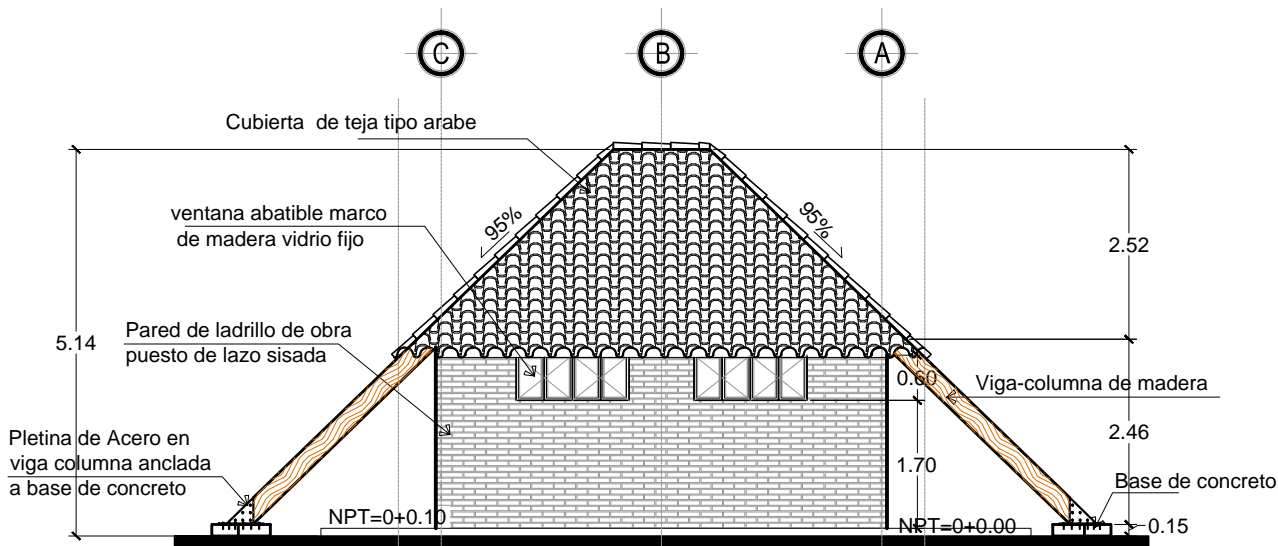 C
B
A
Cubierta de teja tipo arabe
ventana abatible marco
de madera vidrio fijo
95%
95%
2.52
Pared de ladrillo de obra
puesto de lazo sisada
5.14
0.60
Viga-columna de madera
2.46
Pletina de Acero en
viga columna anclada
a base de concreto
1.70
Base de concreto
NPT=0+0.10
NPT=0+0.00
0.15